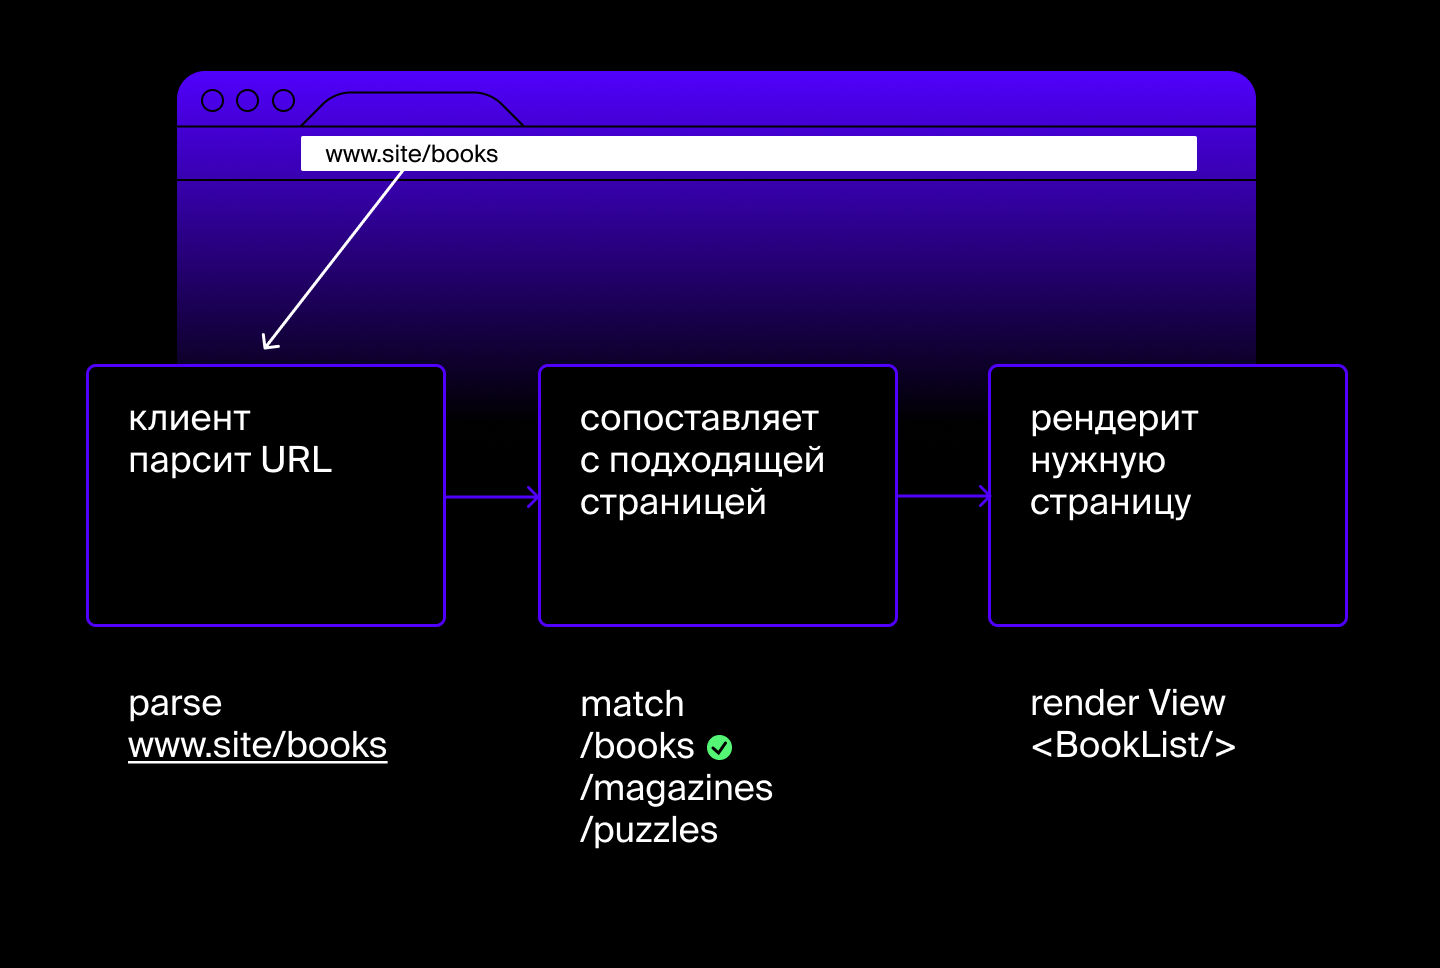 www.site/books
клиент
парсит URL
сопоставляет
с подходящей
страницей
рендерит
нужную
страницу
parse
www.site/books
match
/books
/magazines
/puzzles
render View
<BookList/>